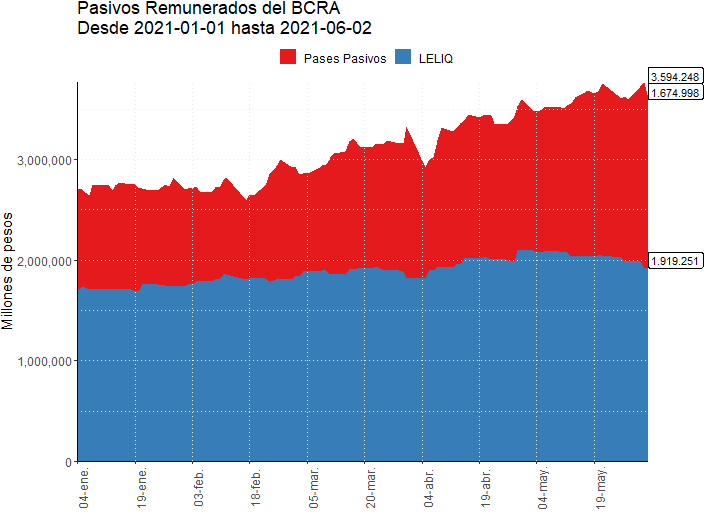 Pasivos Remunerados del BCRA
Desde 2021-01-01 hasta 2021-06-02
Pases Pasivos
LELIQ
3.594.248
1.674.998
1.919.251
Millones de pesos
3,000,000
2,000,000
1,000,000
0
04-ene.
19-ene.
03-feb.
18-feb.
05-mar.
20-mar.
04-abr.
19-abr.
04-may.
19-may.